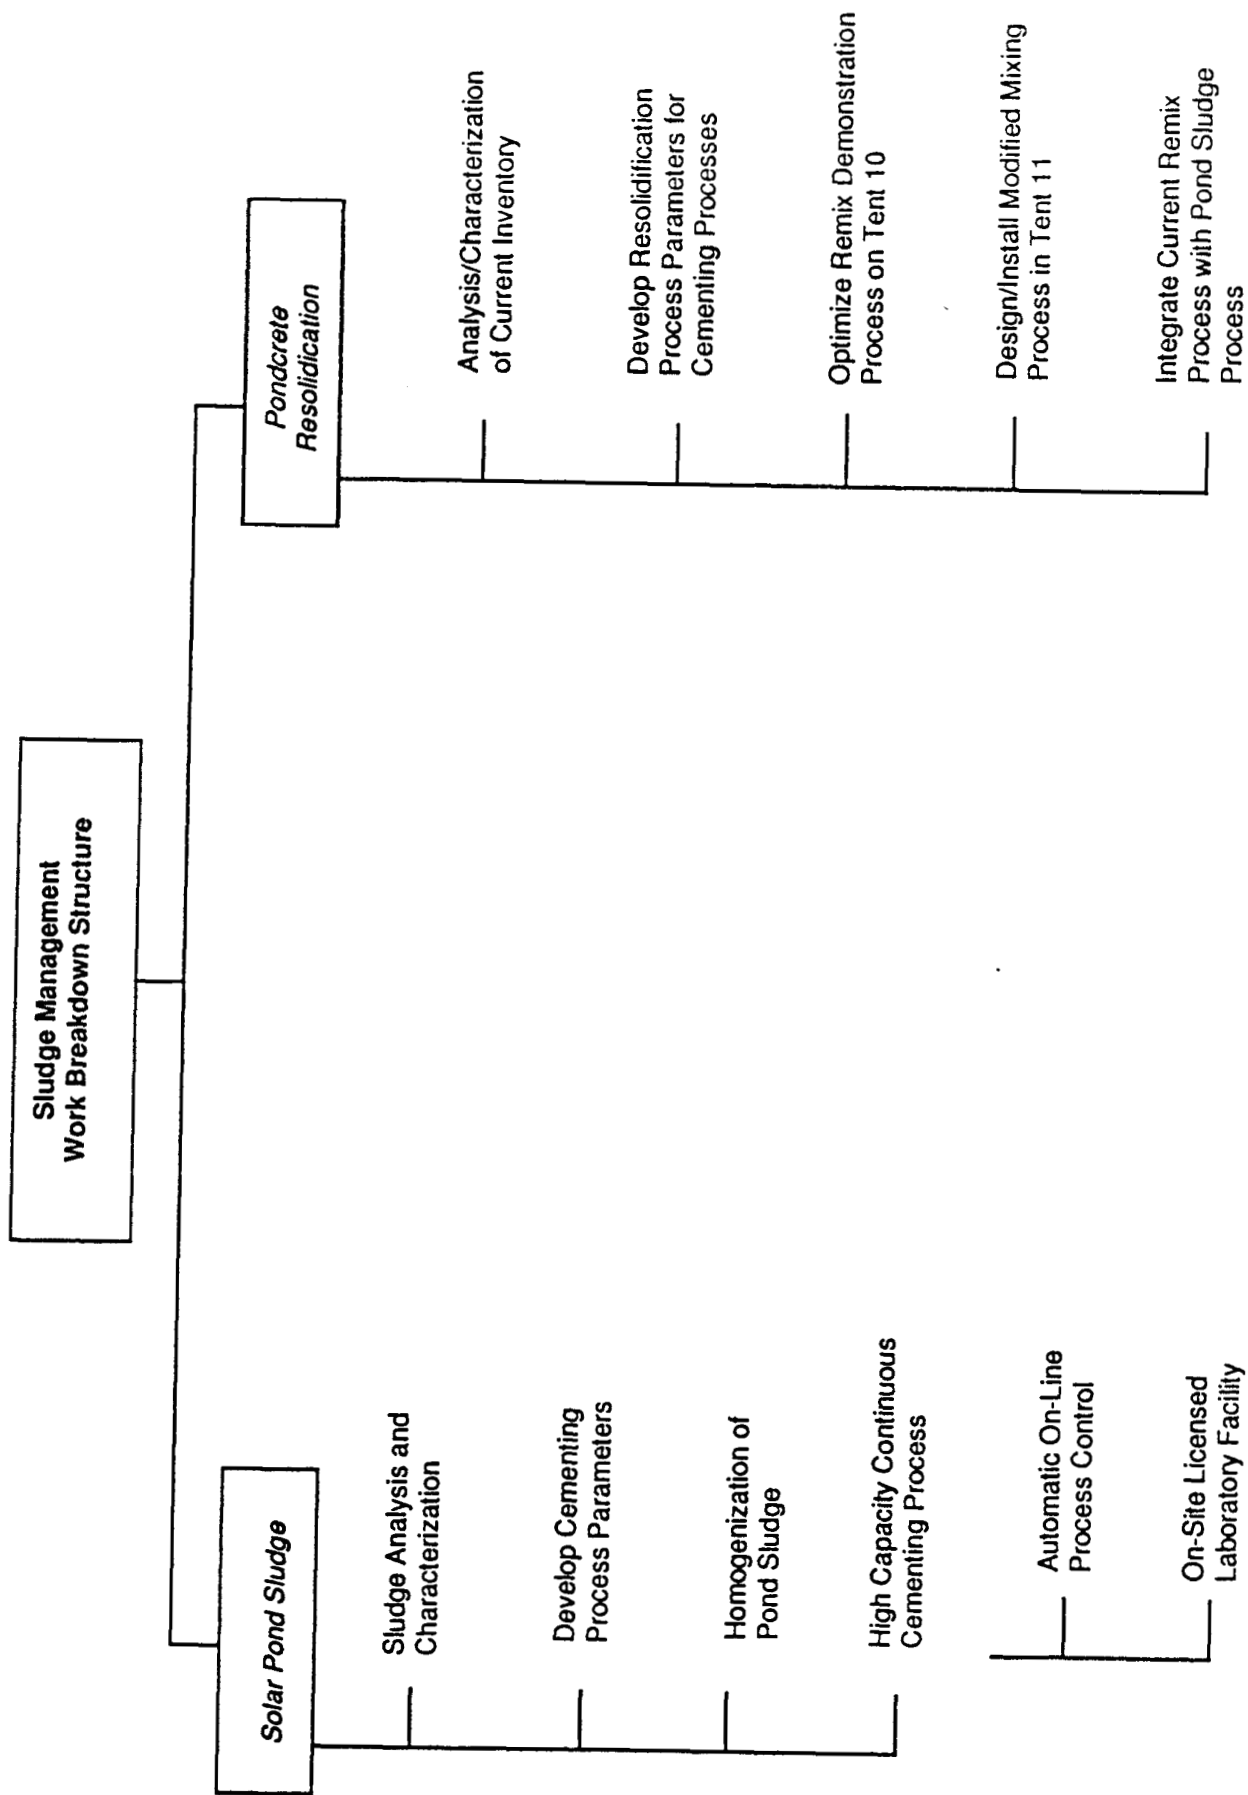 Sludge Management
Work Breakdown Structure
Solar Pond Sludge
Sludge Analysis and
Characterization
Develop Cementing
Process Parameters
Homogenization of
Pond Sludge
High Capacity Continuous
Cementing Process
Automatic On-Line
Process Control
On-Site Licensed
Laboratory Facility
Pondcrete
Resolidication
Analysis/Characterization
of Current Inventory
Develop Resolidification
Process Parameters for
Cementing Processes
Optimize Remix Demonstration
Process on Tent 10
Design/Install Modified Mixing
Process in Tent 11
Integrate Current Remix
Process with Pond Sludge
Process